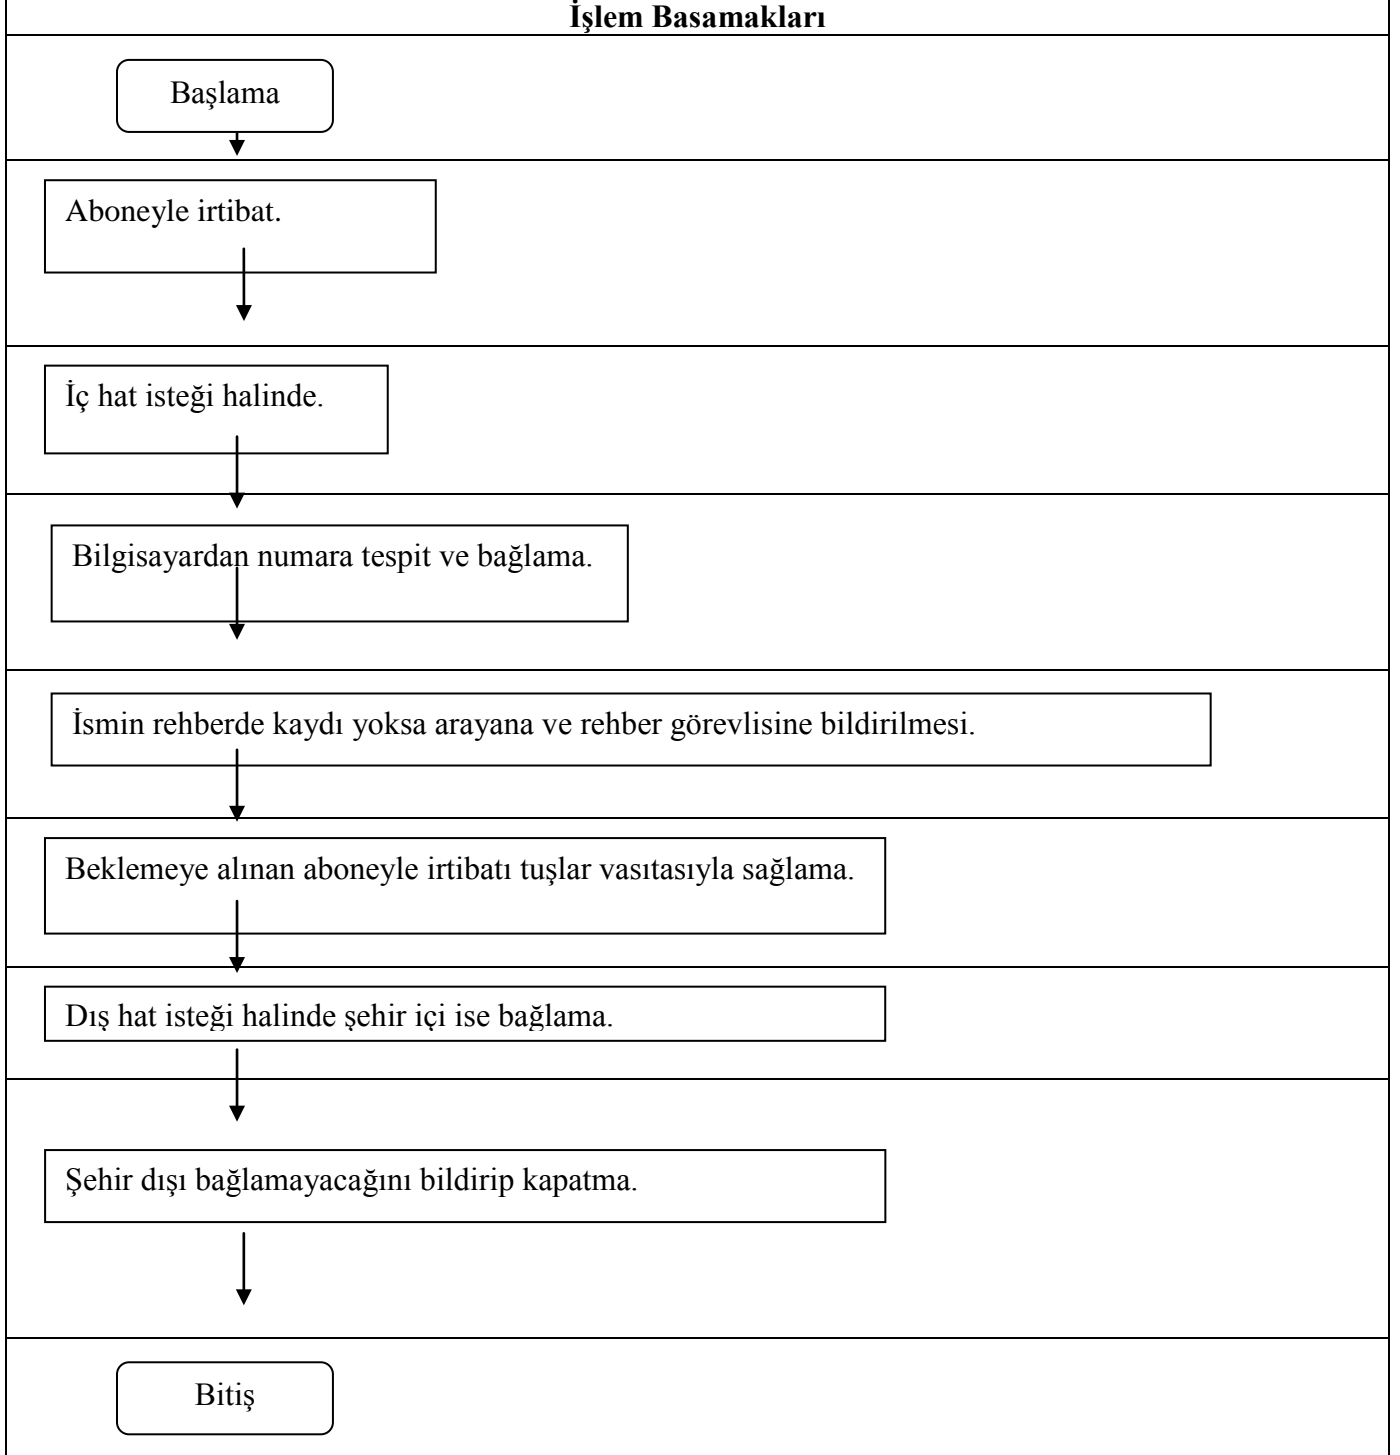 İşlem Basamakları
Başlama
Aboneyle irtibat.
İç hat isteği halinde.
Bilgisayardan numara tespit ve bağlama.
İsmin rehberde kaydı yoksa arayana ve rehber görevlisine bildirilmesi.
Beklemeye alınan aboneyle irtibatı tuşlar vasıtasıyla sağlama.
Dış hat isteği halinde şehir içi ise bağlama.
Şehir dışı bağlamayacağını bildirip kapatma.
Bitiş